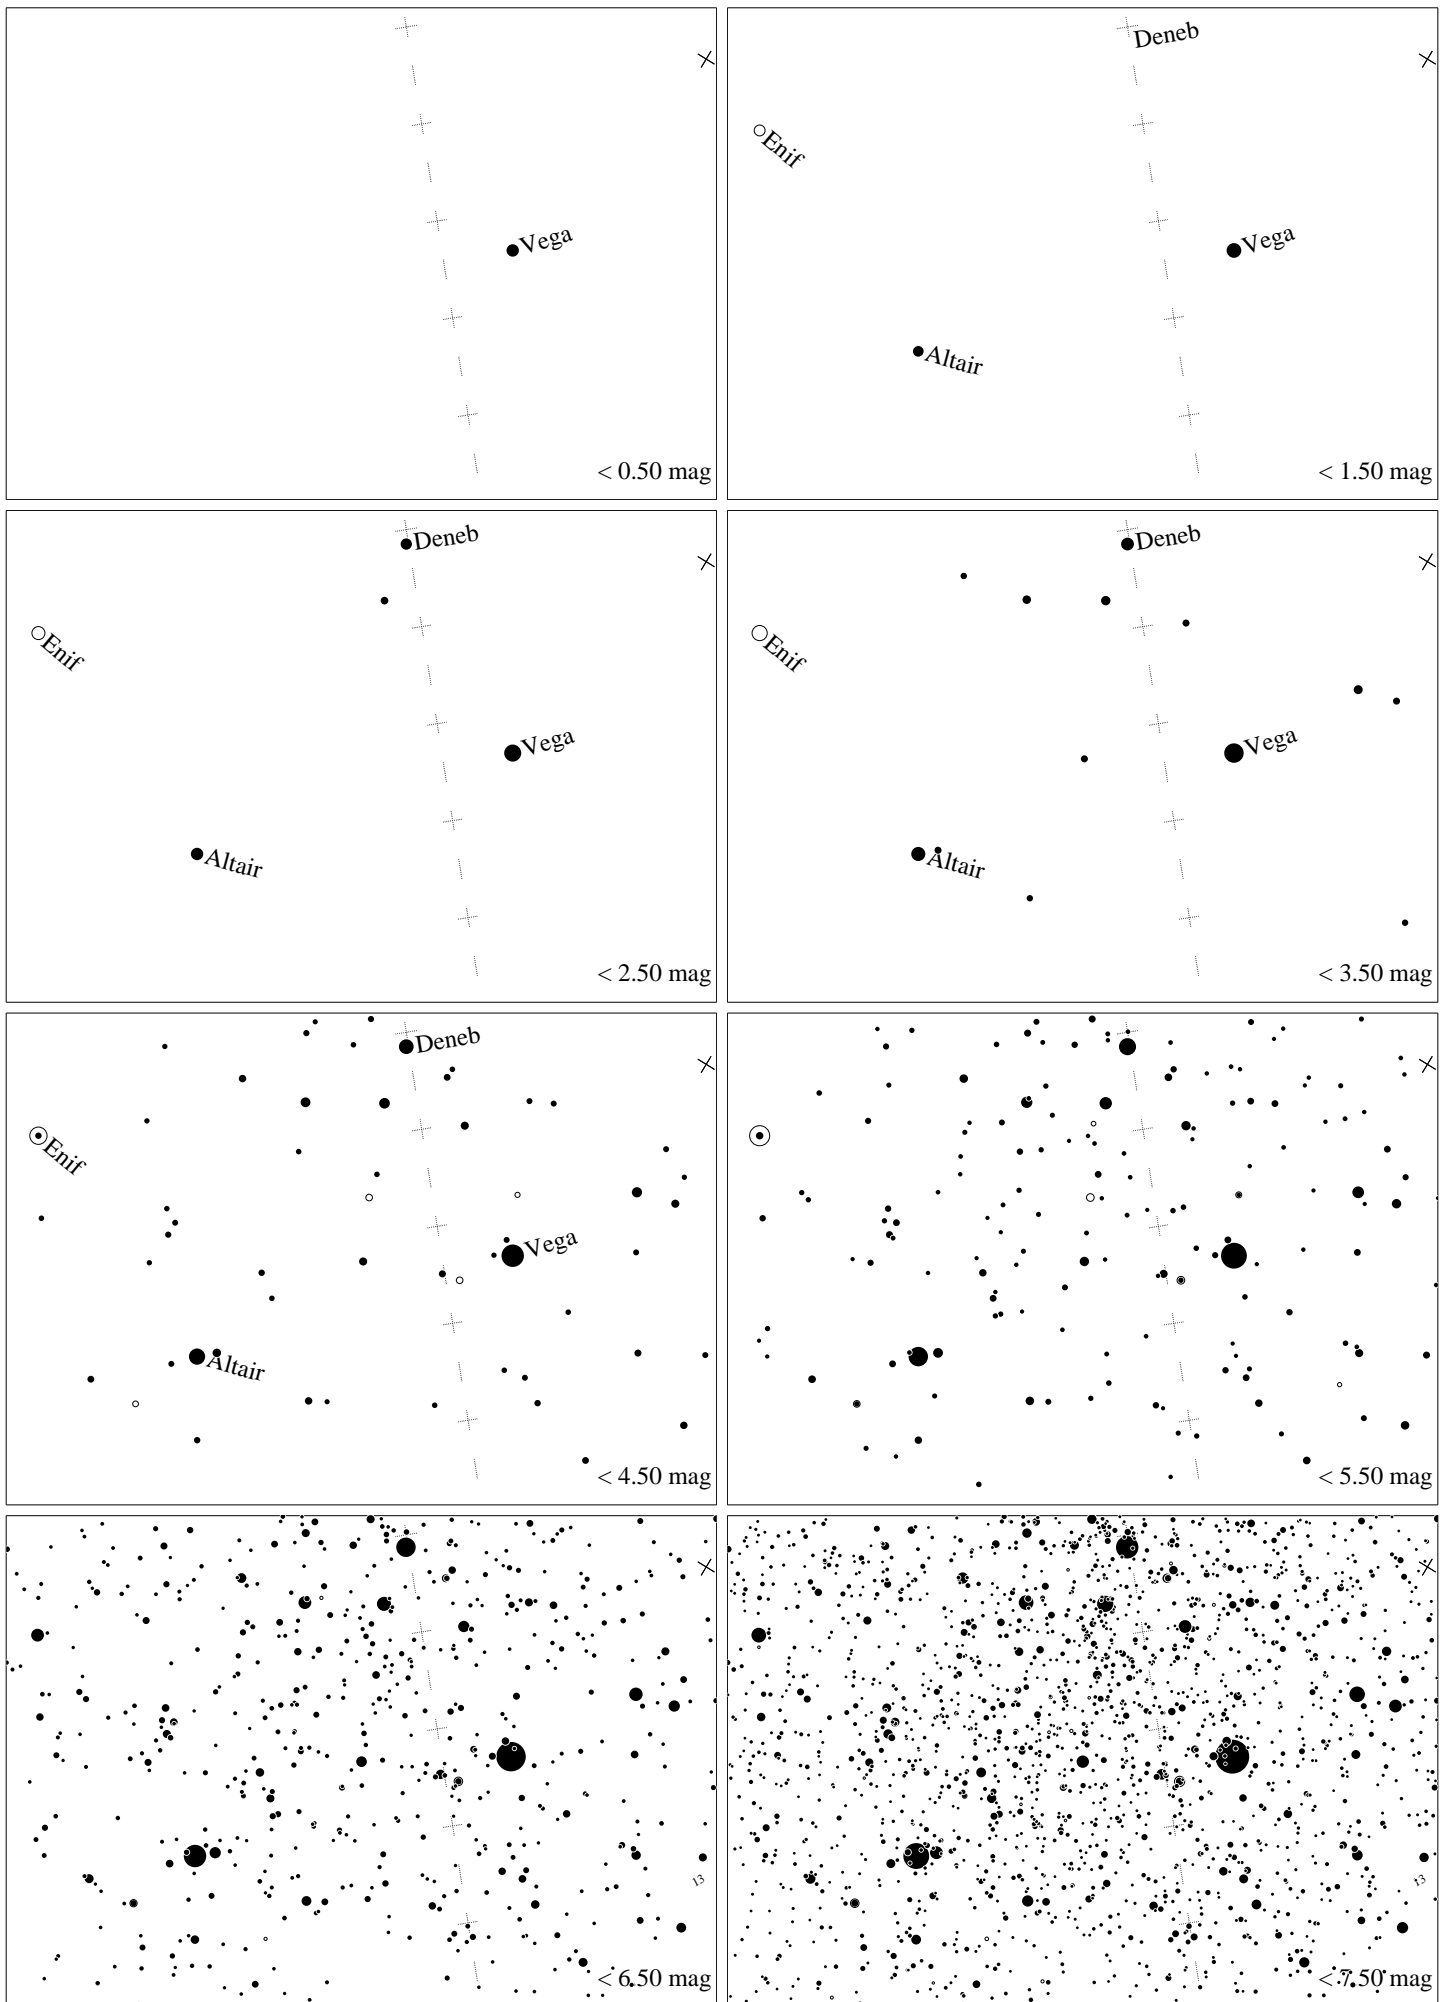 Vega
< 0.50 mag
Deneb
Enif
Vega
Altair
< 1.50 mag
Deneb
Enif
Vega
Altair
< 2.50 mag
Deneb
Enif
Vega
Altair
< 3.50 mag
Deneb
Enif
Vega
Altair
< 4.50 mag
< 5.50 mag
13
< 6.50 mag
13
< 7.50 mag